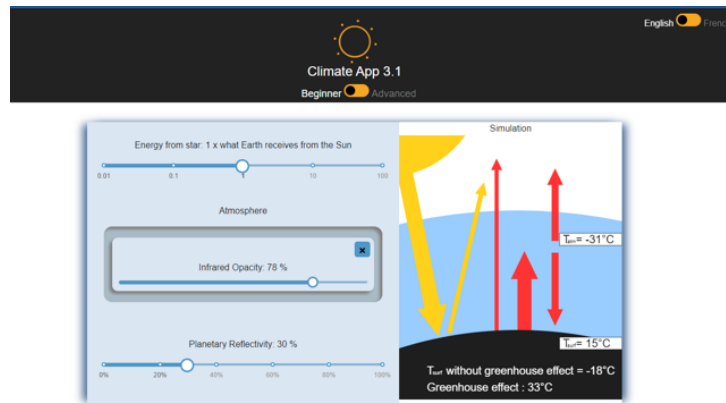 English Frenc
Climate App 3.1
Beginner Advanced
Energy from star: 1 x what Earth receives from the Sun
0.01 0.1 1 10 100
Atmosphere
Infrared Opacity: 78 %
Planetary Reflectivity: 30 %
0% 20% 40% 60% 80% 100%
Simulation
Tatm= -31°C
Tsurf= 15°C
Tsurf without greenhouse effect = -18°C
Greenhouse effect : 33°C